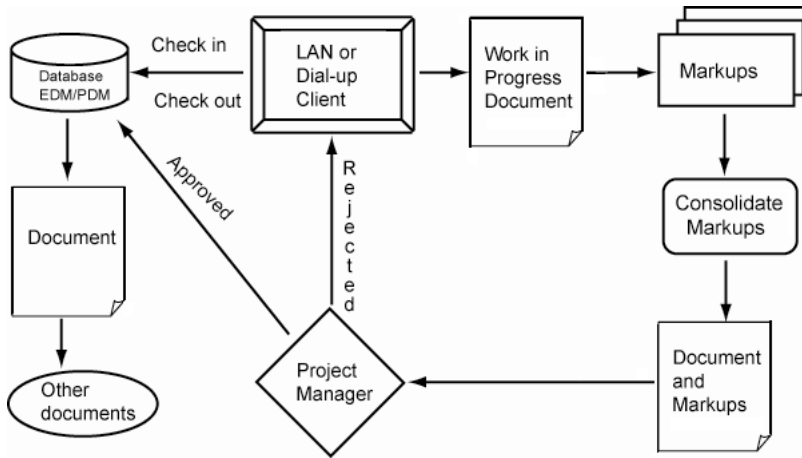 Check in
Check out
Database
EDM/PDM
LAN or
Dial-up
Client
Work in
Progress
Document
Markups
Approved
Rejected
Document
Consolidate
Markups
Other
documents
Project
Manager
Document
and
Markups